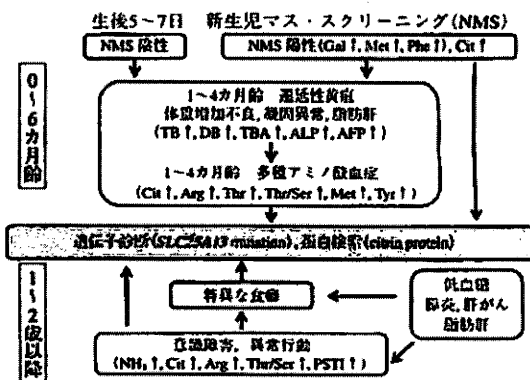 生後5～7日
新生児マス・スクリーニング(NMS)
NMS 陰性
NMS 陽性(Gal↑, Met↑, Phe↑), Cit↑
0～6カ月齢
1～4カ月齢 遷延性黄疸
体重増加不良, 凝固異常, 脂肪肝
(TB↑, DB↑, TBA↑, ALP↑, AFP↑)
1～4カ月齢 多種アミノ酸血症
(Cit↑, Arg↑, Thr↑, Thr/Ser↑, Met↑, Tyr↑)
遺伝子診断(SLC25A13 mutation), 蛋白検索(citrin protein)
1～2歳以降
特異な食癖
低血糖
膵炎, 肝がん
脂肪肝
意識障害, 異常行動
(NH₃↑, Cit↑, Arg↑, Thr/Ser↑, PSTI↑)